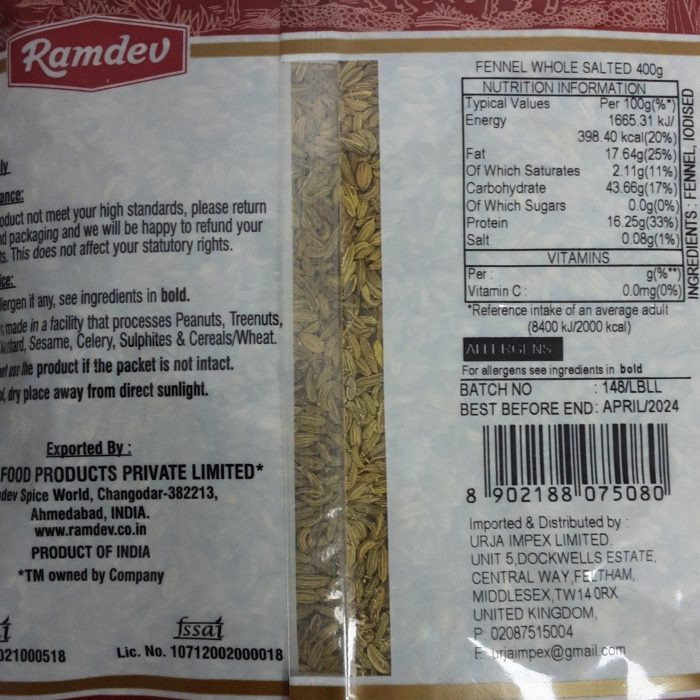 Ramdev
ly
ance:
oduct not meet your high standards, please return
d packaging and we will be happy to refund your
ts. This does not affect your statutory rights.
ice:
lergen if any, see ingredients in bold.
s made in a facility that processes Peanuts, Treenuts,
Mustard, Sesame, Celery, Sulphites & Cereals/Wheat.
not use the product if the packet is not intact.
l, dry place away from direct sunlight.
Exported By :
FOOD PRODUCTS PRIVATE LIMITED*
dev Spice World, Changodar-382213,
Ahmedabad, INDIA.
www.ramdev.co.in
PRODUCT OF INDIA
*TM owned by Company
fssai
021000518
Lic. No. 10712002000018
FENNEL WHOLE SALTED 400g
NUTRITION INFORMATION
Typical Values Per 100g(%*)
Energy 1665.31 kJ/
398.40 kcal(20%)
Fat 17.64g(25%)
Of Which Saturates 2.11g(11%)
Carbohydrate 43.66g(17%)
Of Which Sugars 0.0g(0%)
Protein 16.25g(33%)
Salt 0.08g(1%)
VITAMINS
Per : g(%**)
Vitamin C : 0.0mg(0%)
INGREDIENTS : FENNEL, IODISED
*Reference intake of an average adult
(8400 kJ/2000 kcal)
ALLERGENS
For allergens see ingredients in bold
BATCH NO : 148/LBLL
BEST BEFORE END: APRIL/2024
8 902188 075080
Imported & Distributed by :
URJA IMPEX LIMITED.
UNIT 5,DOCKWELLS ESTATE,
CENTRAL WAY,FELTHAM,
MIDDLESEX,TW14 0RX
UNITED KINGDOM,
P: 02087515004
E: urjaimpex@gmail.com